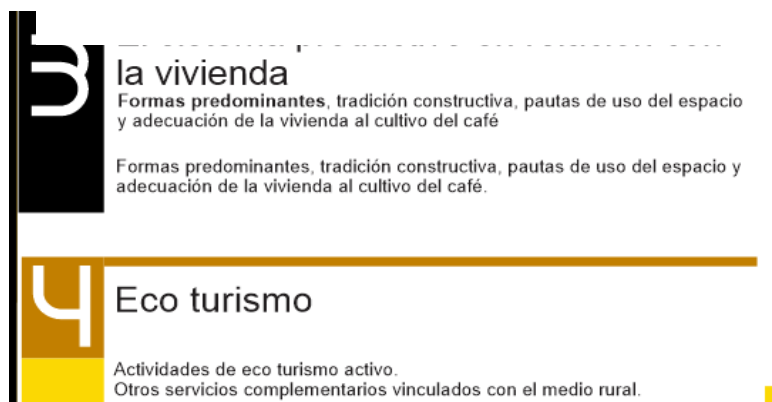 3
la vivienda
Formas predominantes, tradición constructiva, pautas de uso del espacio
y adecuación de la vivienda al cultivo del café
Formas predominantes, tradición constructiva, pautas de uso del espacio y
adecuación de la vivienda al cultivo del café.
4
Eco turismo
Actividades de eco turismo activo.
Otros servicios complementarios vinculados con el medio rural.